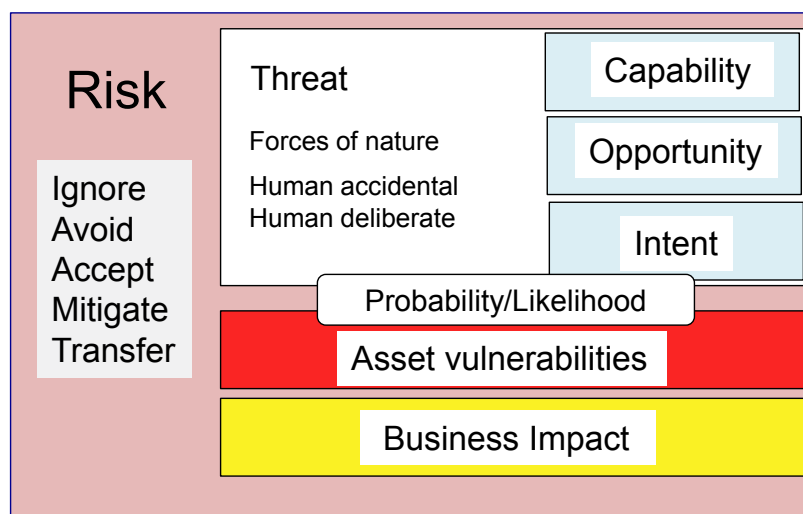 Risk
Ignore
Avoid
Accept
Mitigate
Transfer
Threat
Forces of nature
Human accidental
Human deliberate
Capability
Opportunity
Intent
Probability/Likelihood
Asset vulnerabilities
Business Impact